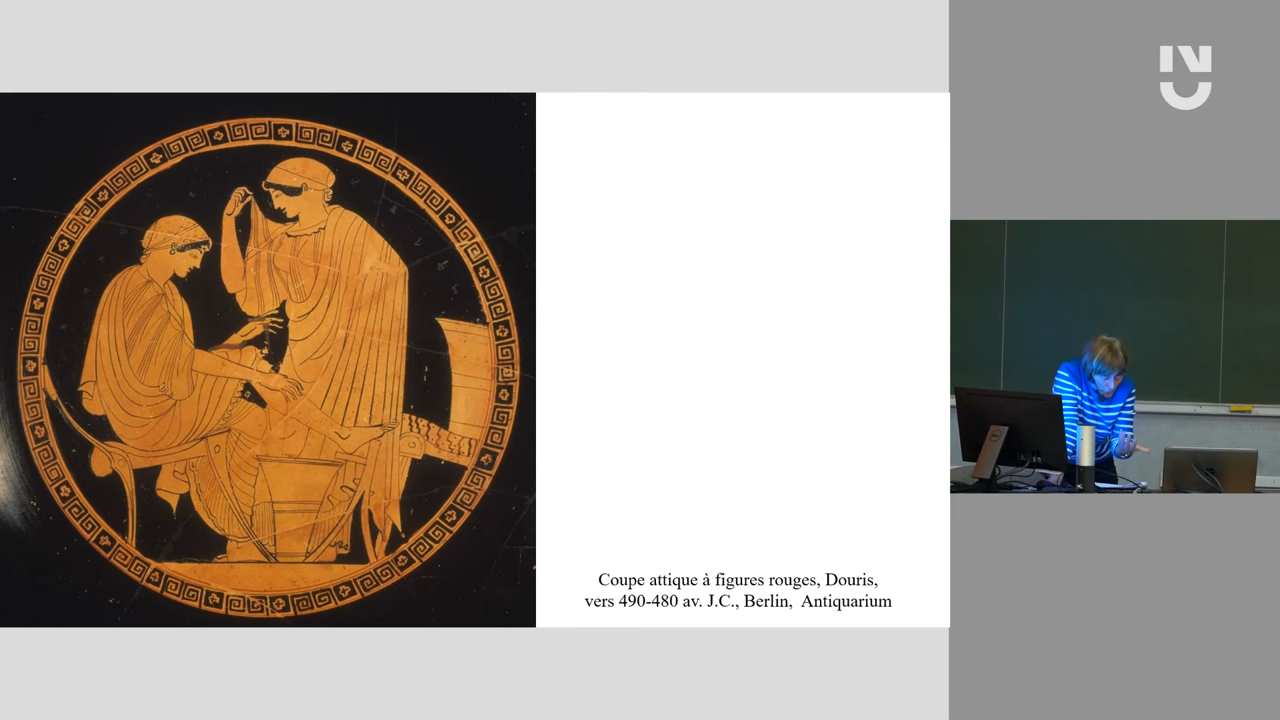 Coupe attique à figures rouges, Douris,
vers 490-480 av. J.C., Berlin, Antiquarium